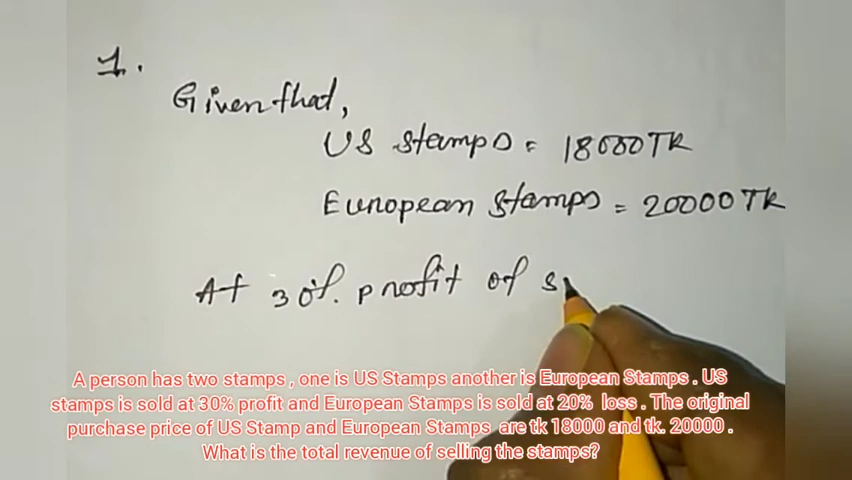 1.
Given that,
US Stamps = 18000 TK
European Stamps = 20000 TK
At 30% profit of s
A person has two stamps , one is US Stamps another is European Stamps . US
stamps is sold at 30% profit and European Stamps is sold at 20% loss . The original
purchase price of US Stamp and European Stamps are tk 18000 and tk. 20000 .
What is the total revenue of selling the stamps?